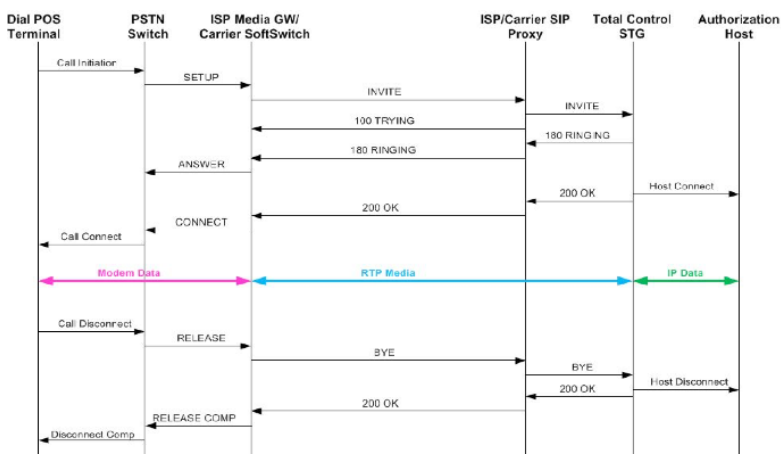 Dial POS
Terminal
PSTN
Switch
ISP Media GW/
Carrier SoftSwitch
ISP/Carrier SIP
Proxy
Total Control
STG
Authorization
Host
Call Initiation
SETUP
INVITE
INVITE
100 TRYING
180 RINGING
180 RINGING
ANSWER
Host Connect
200 OK
200 OK
CONNECT
Call Connect
Modem Data
RTP Media
IP Data
Call Disconnect
RELEASE
BYE
BYE
Host Disconnect
200 OK
200 OK
RELEASE COMP
Disconnect Comp